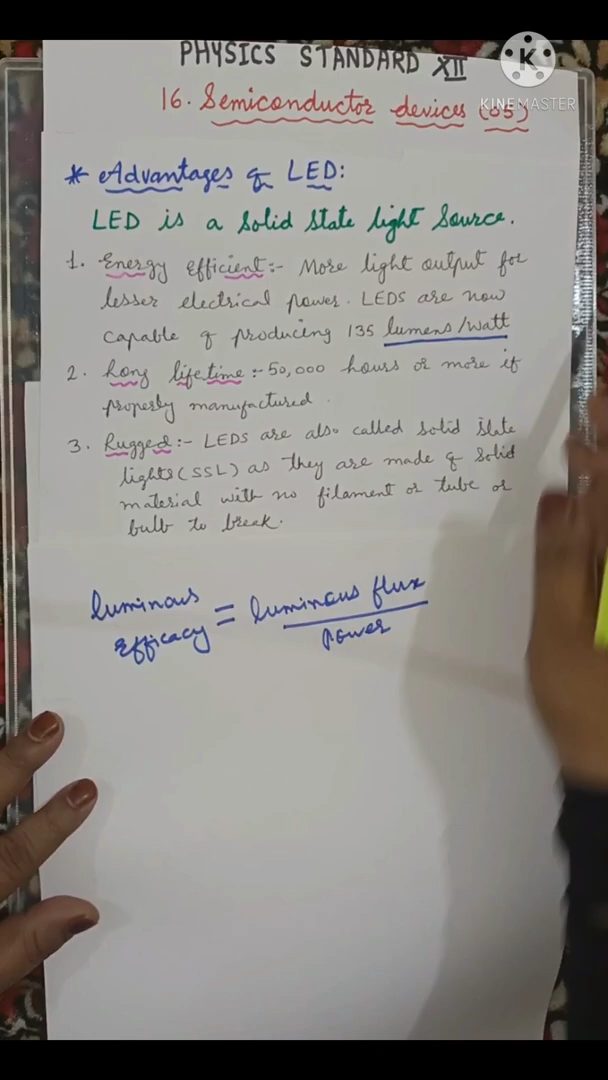 PHYSICS STANDARD XII
K
KINEMASTER
16. Semiconductor devices (05)
* Advantages of LED:
LED is a Solid State light Source.
1. Energy efficient:- More light output for
lesser electrical power. LEDS are now
capable of producing 135 lumens/watt
2. Long lifetime :- 50,000 hours or more if
properly manufactured.
3. Rugged:- LEDS are also called Solid State
lights (SSL) as they are made of Solid
material with no filament or tube or
bulb to break.
luminous efficacy = luminous flux
Power